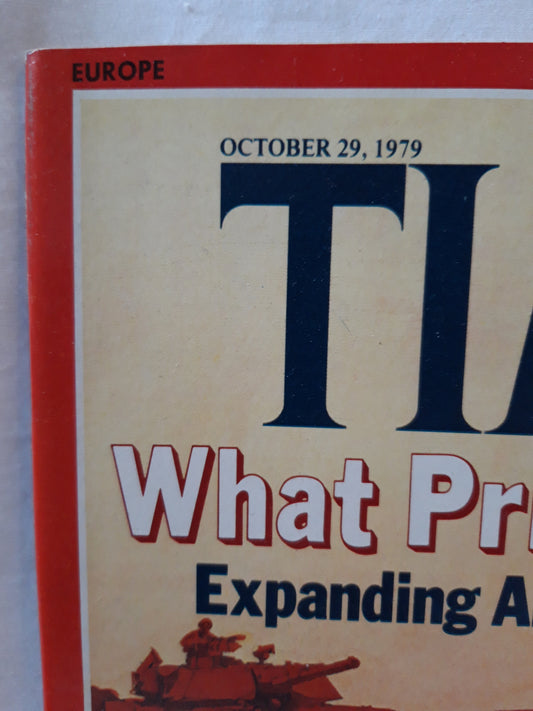 EUROPE
OCTOBER 29, 1979
TI
What Pr
Expanding A